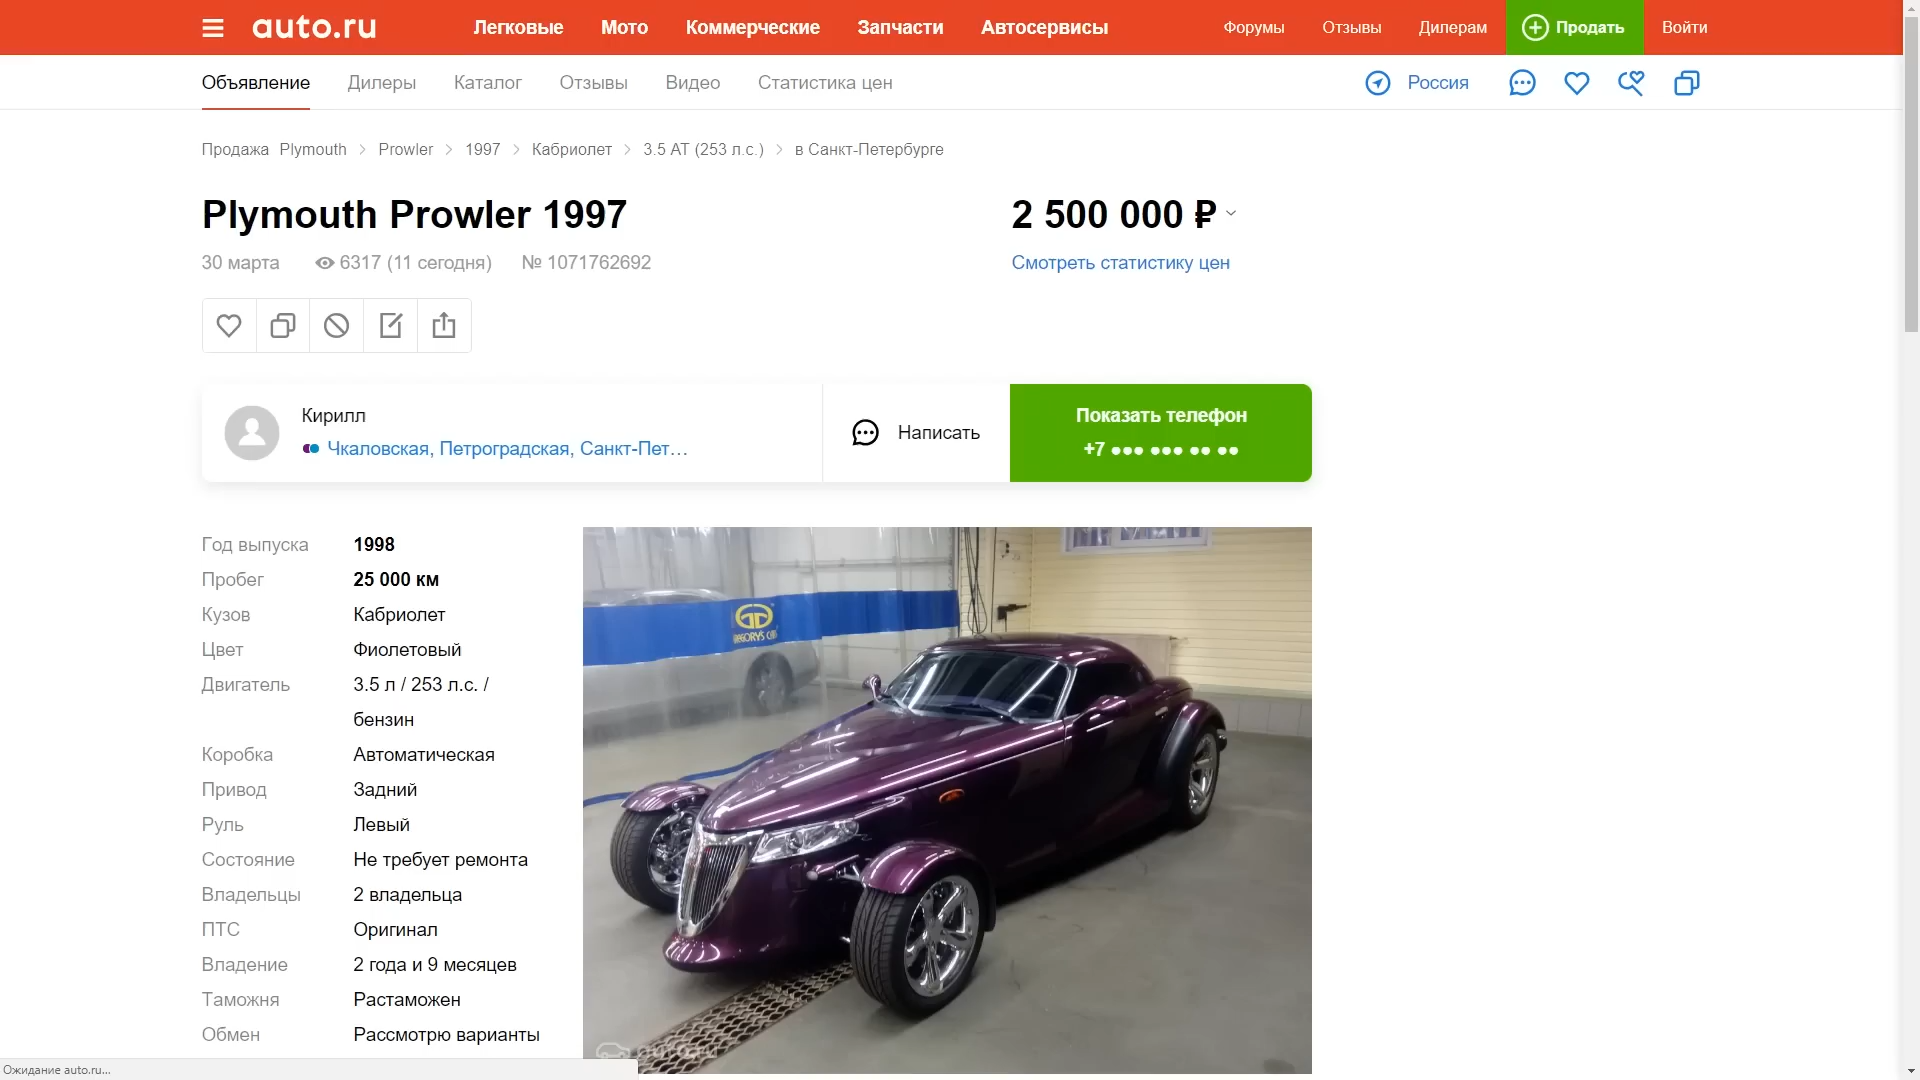 auto.ru
Легковые Мото Коммерческие Запчасти Автосервисы
Форумы Отзывы Дилерам Продать Войти
Объявление Дилеры Каталог Отзывы Видео Статистика цен
Россия
Продажа Plymouth > Prowler > 1997 > Кабриолет > 3.5 AT (253 л.с.) > в Санкт-Петербурге
Plymouth Prowler 1997
2 500 000 ₽
30 марта 6317 (11 сегодня) № 1071762692
Смотреть статистику цен
Кирилл
Чкаловская, Петроградская, Санкт-Пет…
Написать
Показать телефон
+7 ●●● ●●● ●● ●●
Год выпуска 1998
Пробег 25 000 км
Кузов Кабриолет
Цвет Фиолетовый
Двигатель 3.5 л / 253 л.с. /
бензин
Коробка Автоматическая
Привод Задний
Руль Левый
Состояние Не требует ремонта
Владельцы 2 владельца
ПТС Оригинал
Владение 2 года и 9 месяцев
Таможня Растаможен
Обмен Рассмотрю варианты
GREGORY'S CARS
auto.ru
Ожидание auto.ru...